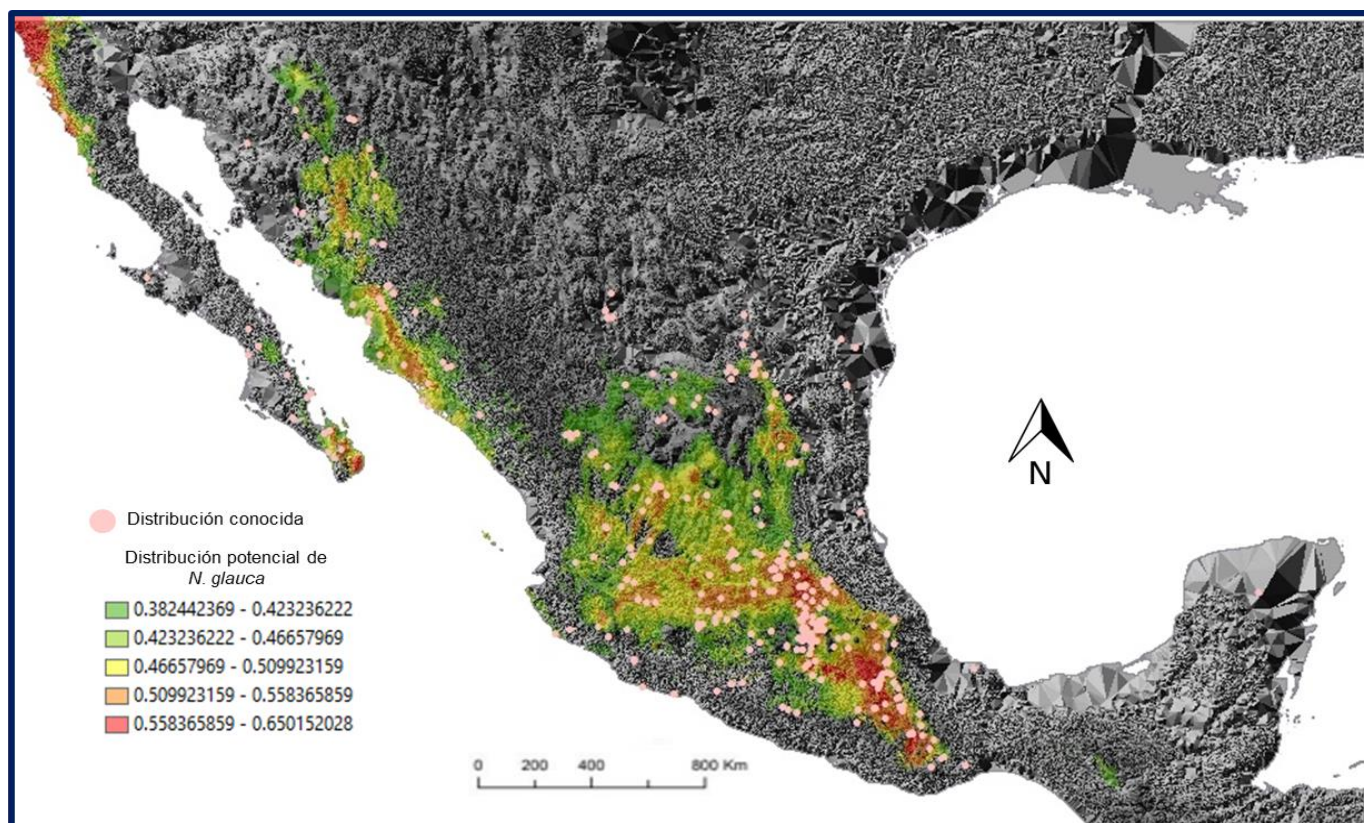 N
Distribución conocida
Distribución potencial de
N. glauca
0.382442369 - 0.423236222
0.423236222 - 0.46657969
0.46657969 - 0.509923159
0.509923159 - 0.558365859
0.558365859 - 0.650152028
0 200 400 800 Km